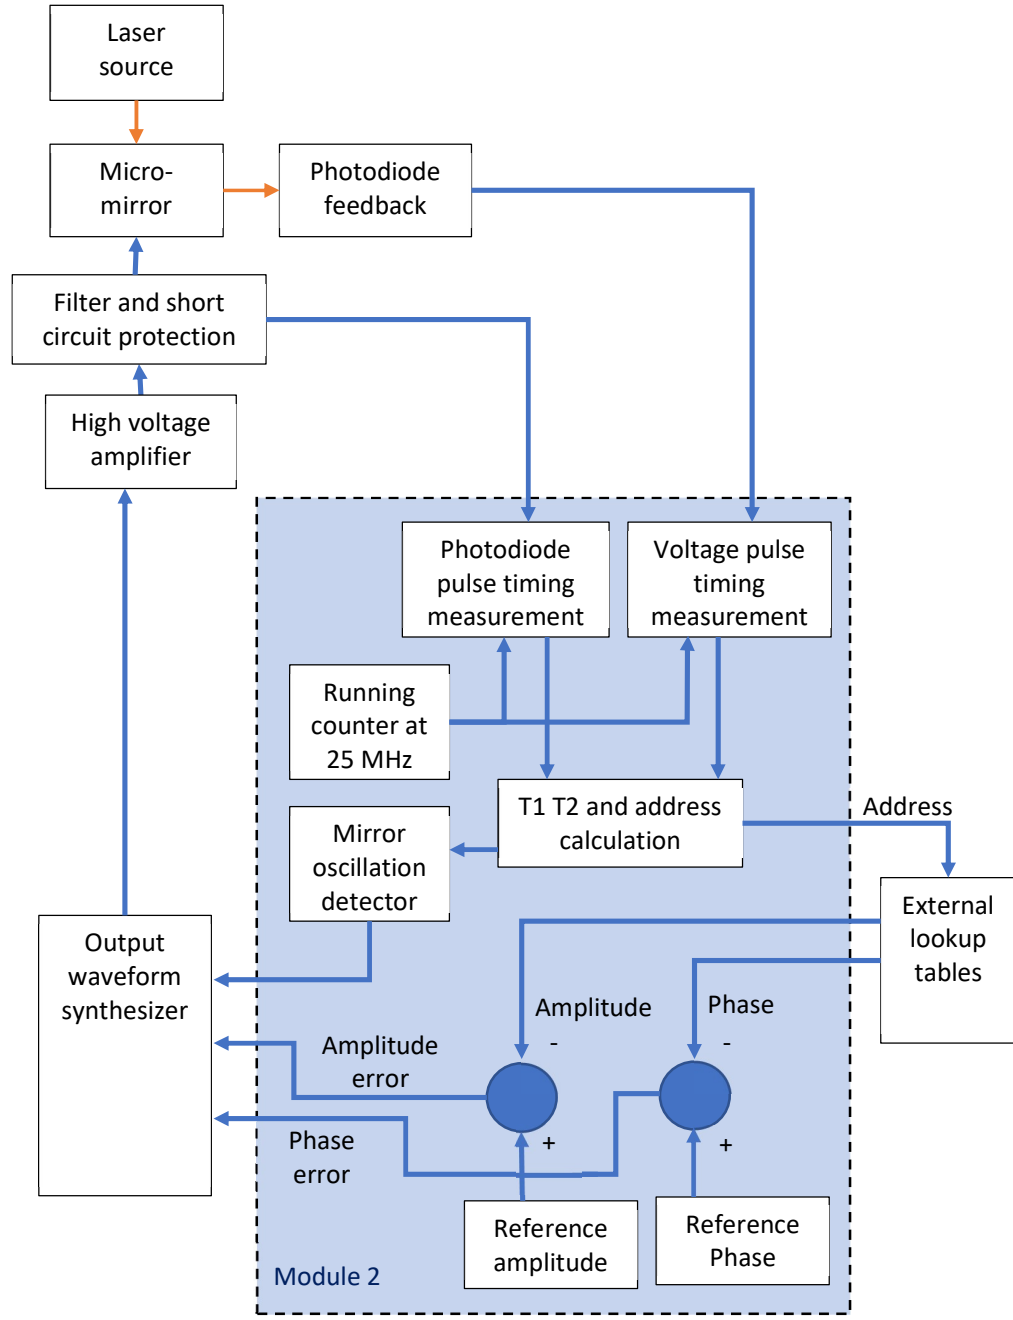 Laser
source
Micro-
mirror
Photodiode
feedback
Filter and short
circuit protection
High voltage
amplifier
Photodiode
pulse timing
measurement
Voltage pulse
timing
measurement
Running
counter at
25 MHz
T1 T2 and address
calculation
Address
Mirror
oscillation
detector
External
lookup
tables
Output
waveform
synthesizer
Amplitude
-
Phase
-
Amplitude
error
+
+
Phase
error
Reference
amplitude
Reference
Phase
Module 2